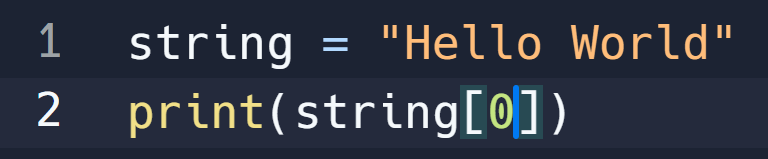 1 string = "Hello World"
2 print(string[0])